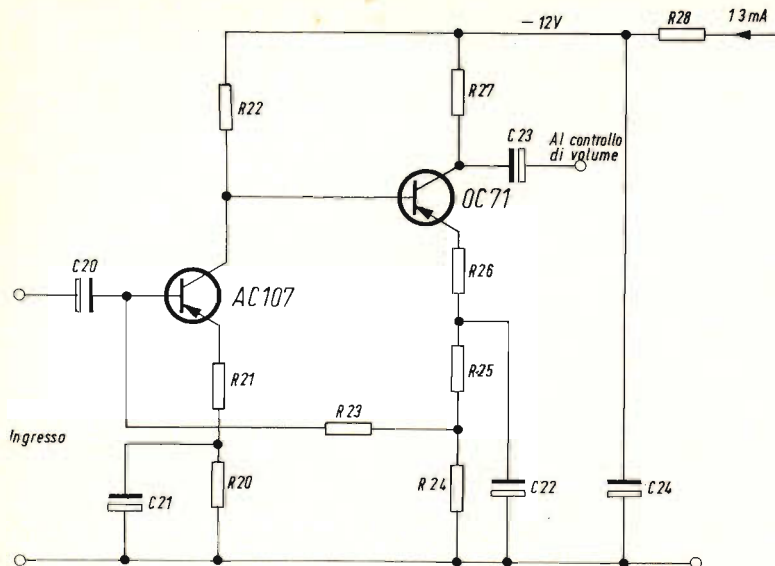 −12V
R28
13mA
R22
R27
C23
Al controllo
di volume
OC71
C20
AC107
R26
R21
R25
R23
Ingresso
C21
R20
R24
C22
C24